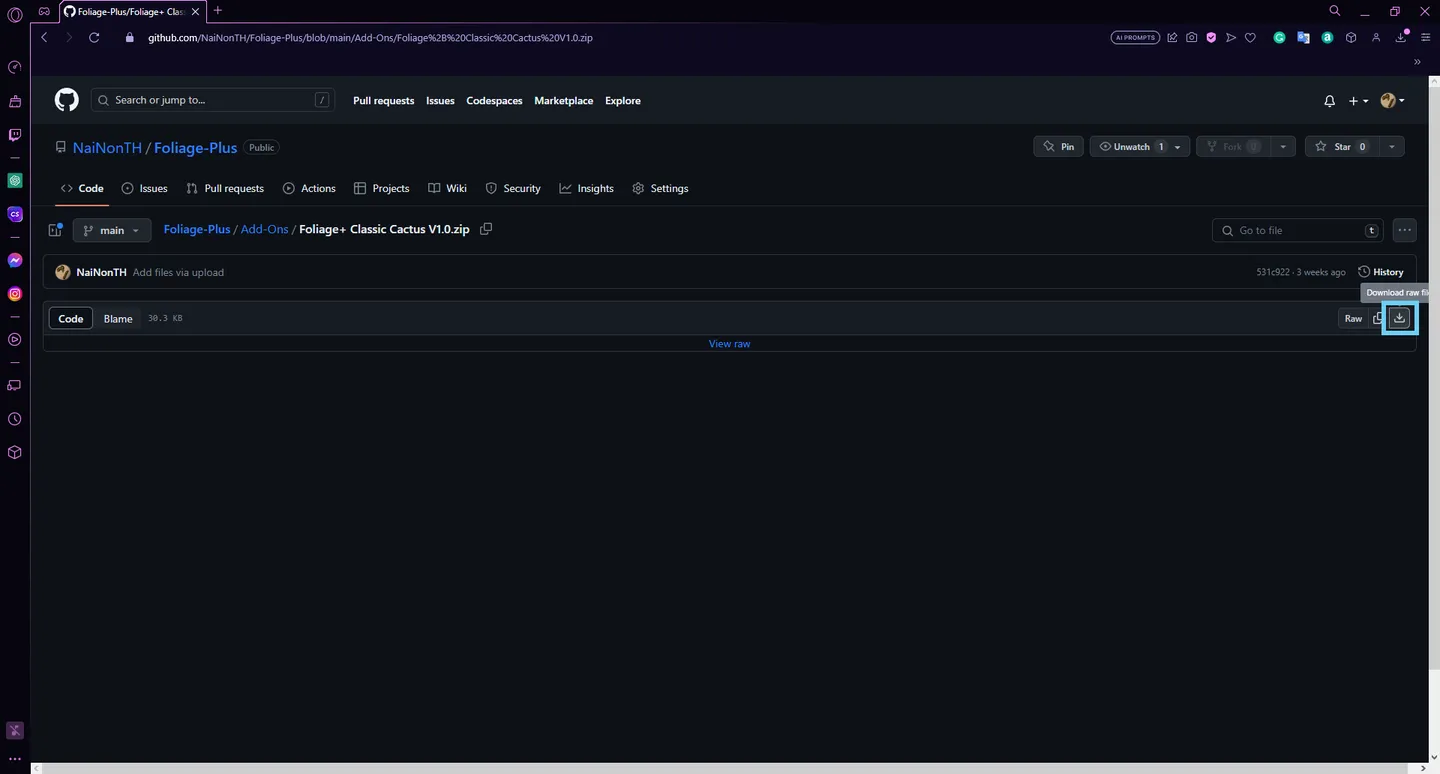 Foliage-Plus/Foliage+ Clas
github.com/NaiNonTH/Foliage-Plus/blob/main/Add-Ons/Foliage%2B%20Classic%20Cactus%20V1.0.zip
AI PROMPTS
Search or jump to... /
Pull requests Issues Codespaces Marketplace Explore
NaiNonTH / Foliage-Plus Public
Pin Unwatch 1 Fork 0 Star 0
Code Issues Pull requests Actions Projects Wiki Security Insights Settings
main Foliage-Plus / Add-Ons / Foliage+ Classic Cactus V1.0.zip
Go to file t
NaiNonTH Add files via upload 531c922 · 3 weeks ago History
Download raw fil
Code Blame 30.3 KB Raw
View raw
CS